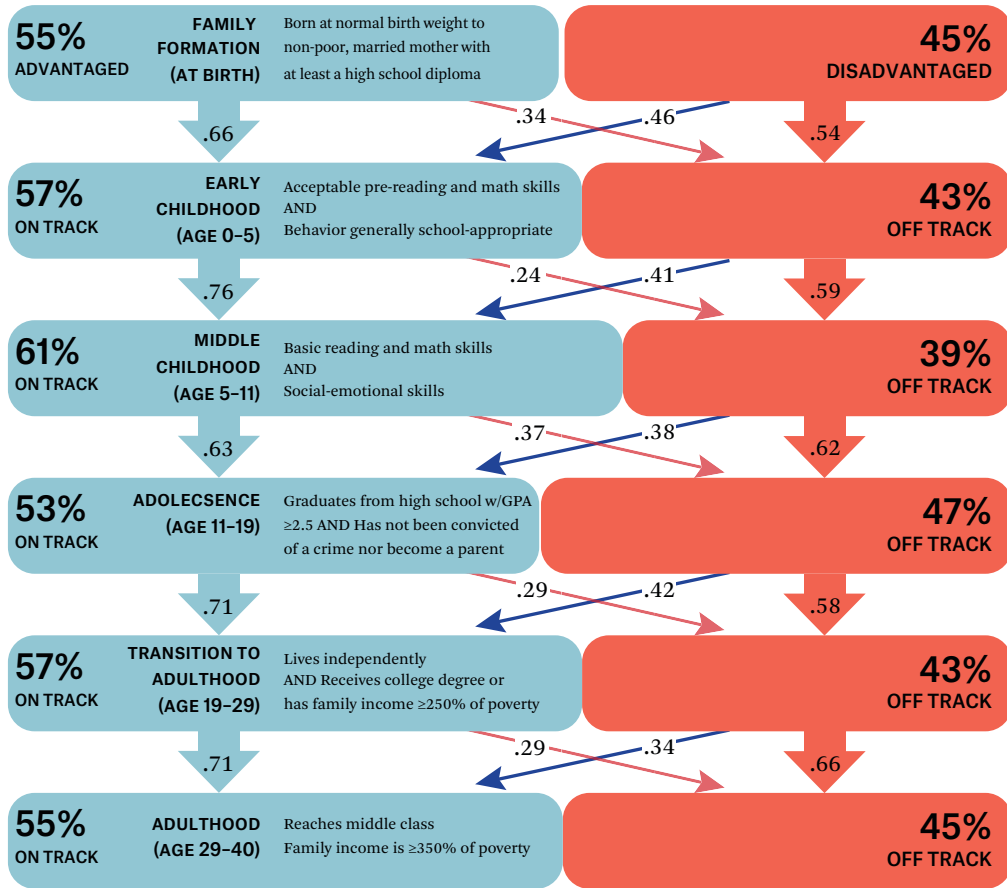 55%
ADVANTAGED
FAMILY
FORMATION
(AT BIRTH)
Born at normal birth weight to
non-poor, married mother with
at least a high school diploma
45%
DISADVANTAGED
.66
.34
.46
.54
57%
ON TRACK
EARLY
CHILDHOOD
(AGE 0–5)
Acceptable pre-reading and math skills
AND
Behavior generally school-appropriate
43%
OFF TRACK
.76
.24
.41
.59
61%
ON TRACK
MIDDLE
CHILDHOOD
(AGE 5–11)
Basic reading and math skills
AND
Social-emotional skills
39%
OFF TRACK
.63
.37
.38
.62
53%
ON TRACK
ADOLECSENCE
(AGE 11–19)
Graduates from high school w/GPA
≥2.5 AND Has not been convicted
of a crime nor become a parent
47%
OFF TRACK
.71
.29
.42
.58
57%
ON TRACK
TRANSITION TO
ADULTHOOD
(AGE 19–29)
Lives independently
AND Receives college degree or
has family income ≥250% of poverty
43%
OFF TRACK
.71
.29
.34
.66
55%
ON TRACK
ADULTHOOD
(AGE 29–40)
Reaches middle class
Family income is ≥350% of poverty
45%
OFF TRACK